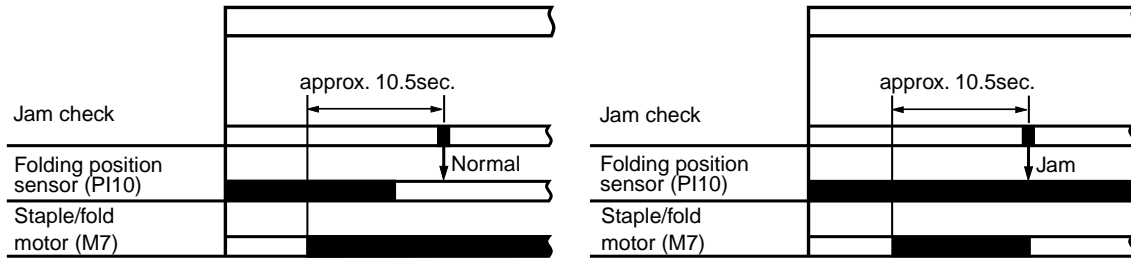 approx. 10.5sec.
Jam check
Normal
Folding position
sensor (PI10)
Staple/fold
motor (M7)
approx. 10.5sec.
Jam check
Jam
Folding position
sensor (PI10)
Staple/fold
motor (M7)